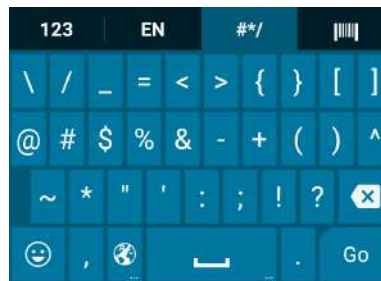 123 EN #*/
\ / _ = < > { } [ ]
@ # $ % & - + ( ) ^
~ * " ' : ; ! ?
, . Go